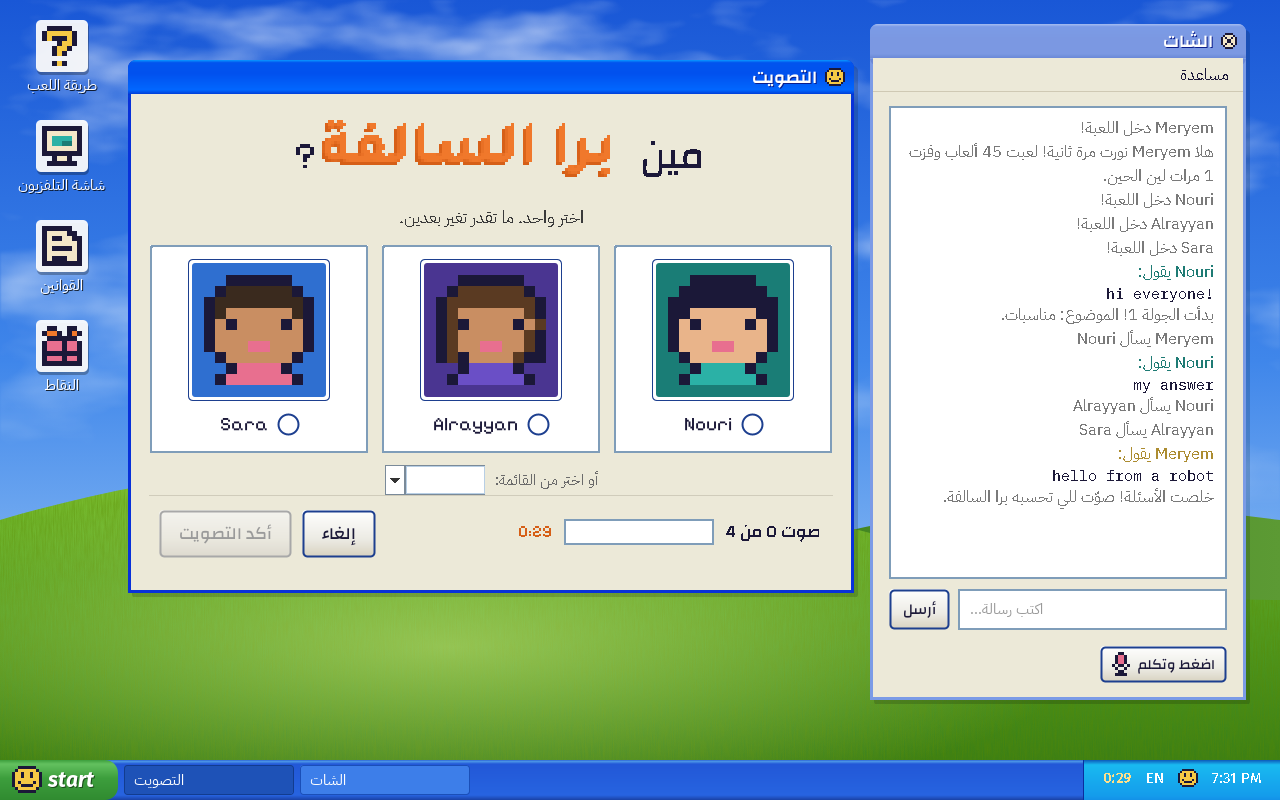 طريقة اللعب
شاشة التلفزيون
القوانين
النقاط
التصويت
مين برا السالفة؟
اختر واحد. ما تقدر تغير بعدين.
Nouri
Alrayyan
Sara
أو اختر من القائمة:
صوت 0 من 4
0:29
إلغاء
أكد التصويت
الشات
مساعدة
Meryem دخل اللعبة!
هلا Meryem نورت مرة ثانية! لعبت 45 ألعاب وفزت
1 مرات لين الحين.
Nouri دخل اللعبة!
Alrayyan دخل اللعبة!
Sara دخل اللعبة!
Nouri يقول:
hi everyone!
بدأت الجولة 1! الموضوع: مناسبات.
Meryem يسأل Nouri
Nouri يقول:
my answer
Nouri يسأل Alrayyan
Alrayyan يسأل Sara
Meryem يقول:
hello from a robot
خلصت الأسئلة! صوّت للي تحسبه برا السالفة.
اكتب رسالة...
أرسل
اضغط وتكلم
start
التصويت
الشات
0:29
EN
7:31 PM